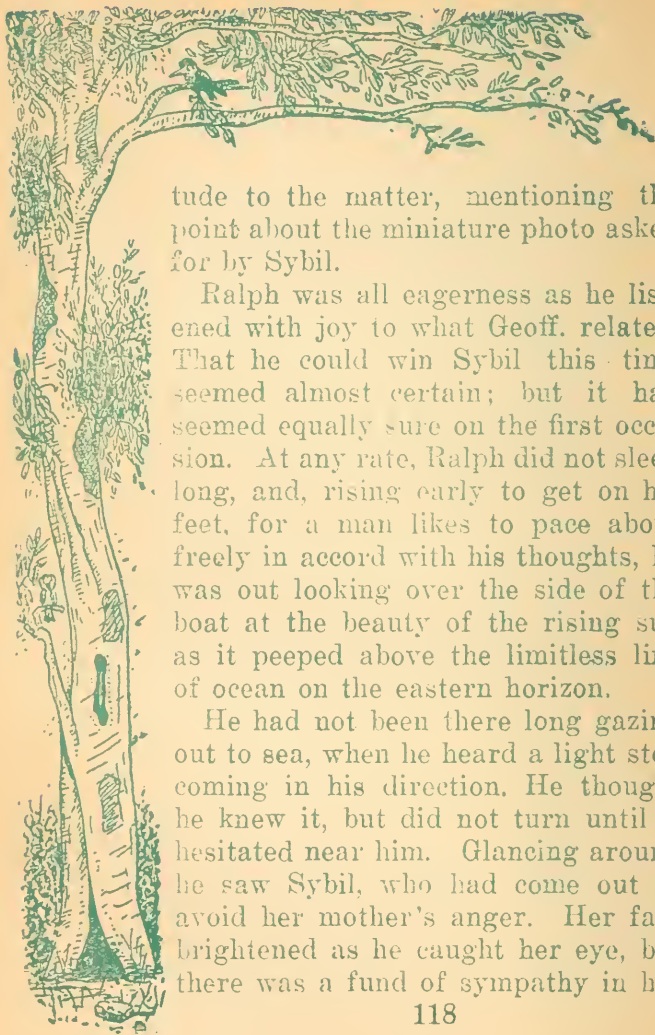 tude to the matter, mentioning th
point about the miniature photo aske
for by Sybil.
Ralph was all eagerness as he lis
ened with joy to what Geoff. relate
That he could win Sybil this tim
seemed almost certain; but it ha
seemed equally sure on the first occ
sion. At any rate, Ralph did not slee
long, and, rising early to get on h
feet, for a man likes to pace abou
freely in accord with his thoughts, h
was out looking over the side of th
boat at the beauty of the rising su
as it peeped above the limitless lin
of ocean on the eastern horizon.
He had not been there long gazin
out to sea, when he heard a light ste
coming in his direction. He thoug
he knew it, but did not turn until i
hesitated near him. Glancing aroun
he saw Sybil, who had come out t
avoid her mother's anger. Her fa
brightened as he caught her eye, b
there was a fund of sympathy in h
118